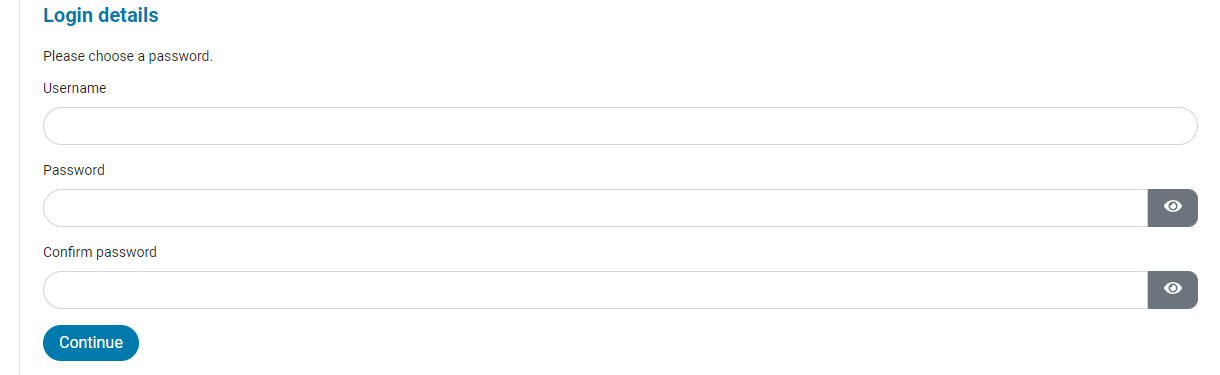 Login details
Please choose a password.
Username
Password
Confirm password
Continue